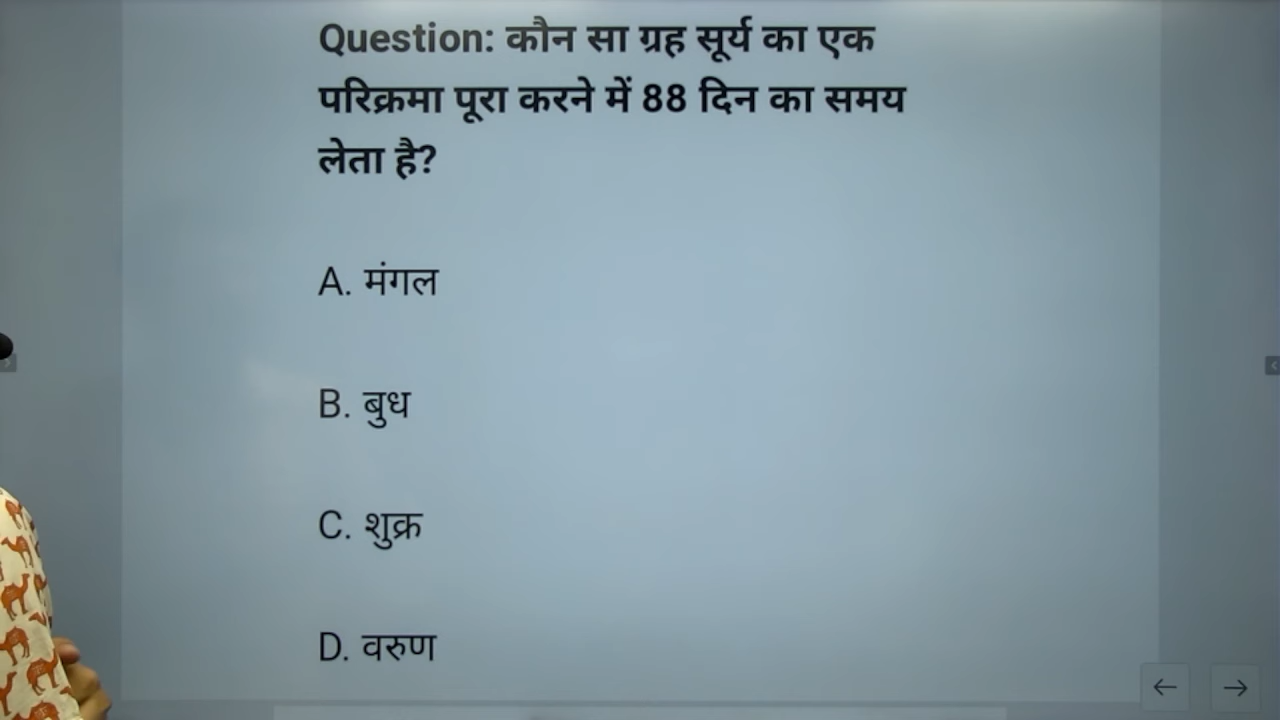 Question: कौन सा ग्रह सूर्य का एक
परिक्रमा पूरा करने में 88 दिन का समय
लेता है?
A. मंगल
B. बुध
C. शुक्र
D. वरुण